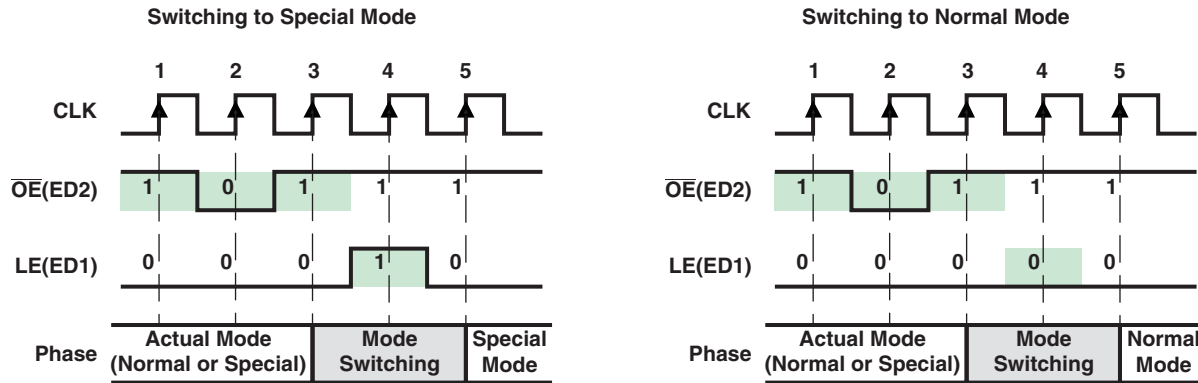 Switching to Special Mode
1 2 3 4 5
CLK
OE(ED2) 1 0 1 1 1
LE(ED1) 0 0 0 1 0
Phase
Actual Mode
(Normal or Special)
Mode
Switching
Special
Mode
Switching to Normal Mode
1 2 3 4 5
CLK
OE(ED2) 1 0 1 1 1
LE(ED1) 0 0 0 0 0
Phase
Actual Mode
(Normal or Special)
Mode
Switching
Normal
Mode